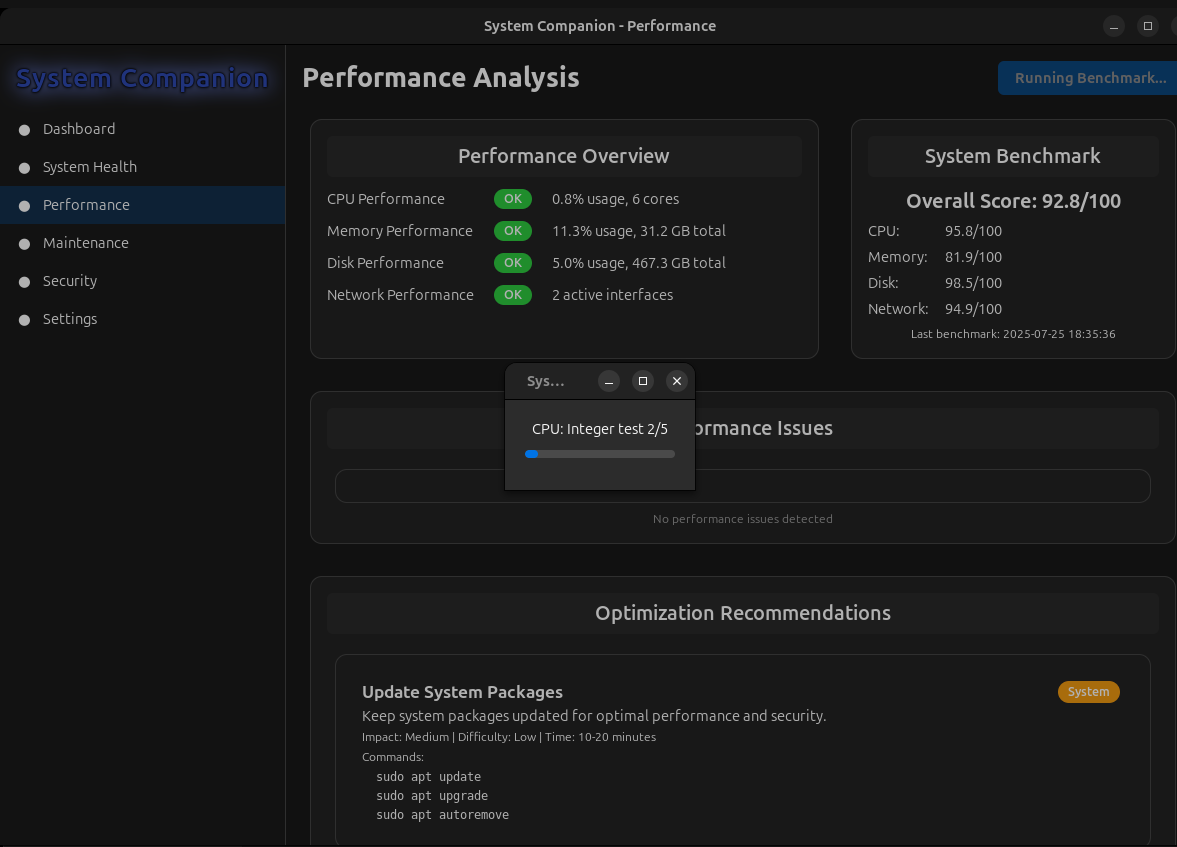 System Companion - Performance
System Companion
Dashboard
System Health
Performance
Maintenance
Security
Settings
Performance Analysis
Running Benchmark...
Performance Overview
CPU Performance OK 0.8% usage, 6 cores
Memory Performance OK 11.3% usage, 31.2 GB total
Disk Performance OK 5.0% usage, 467.3 GB total
Network Performance OK 2 active interfaces
System Benchmark
Overall Score: 92.8/100
CPU: 95.8/100
Memory: 81.9/100
Disk: 98.5/100
Network: 94.9/100
Last benchmark: 2025-07-25 18:35:36
Sys...
CPU: Integer test 2/5
ormance Issues
No performance issues detected
Optimization Recommendations
Update System Packages
System
Keep system packages updated for optimal performance and security.
Impact: Medium | Difficulty: Low | Time: 10-20 minutes
Commands:
sudo apt update
sudo apt upgrade
sudo apt autoremove